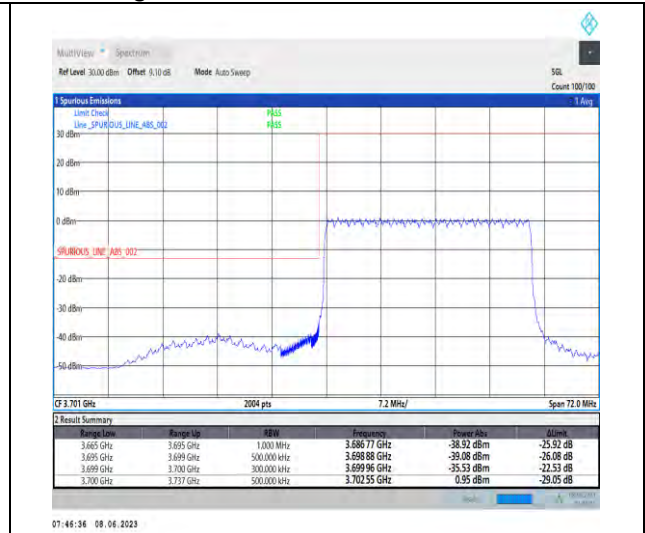 MultiView Spectrum
Ref Level 30.00 dBm Offset 9.10 dB Mode Auto Sweep SGL
Count 100/100
1 Spurious Emissions 1 Avg
Limit Check PASS
Line _SPURIOUS_LINE_ABS_002 PASS
30 dBm
20 dBm
10 dBm
0 dBm
_SPURIOUS_LINE_ABS_002
-20 dBm
-30 dBm
-40 dBm
-50 dBm
CF 3.701 GHz 2004 pts 7.2 MHz/ Span 72.0 MHz
2 Result Summary
Range Low Range Up RBW Frequency Power Abs ΔLimit
3.665 GHz 3.695 GHz 1.000 MHz 3.686 77 GHz -38.92 dBm -25.92 dB
3.695 GHz 3.699 GHz 500.000 kHz 3.698 88 GHz -39.08 dBm -26.08 dB
3.699 GHz 3.700 GHz 300.000 kHz 3.699 96 GHz -35.53 dBm -22.53 dB
3.700 GHz 3.737 GHz 500.000 kHz 3.702 55 GHz 0.95 dBm -29.05 dB
07:46:36 08.06.2023